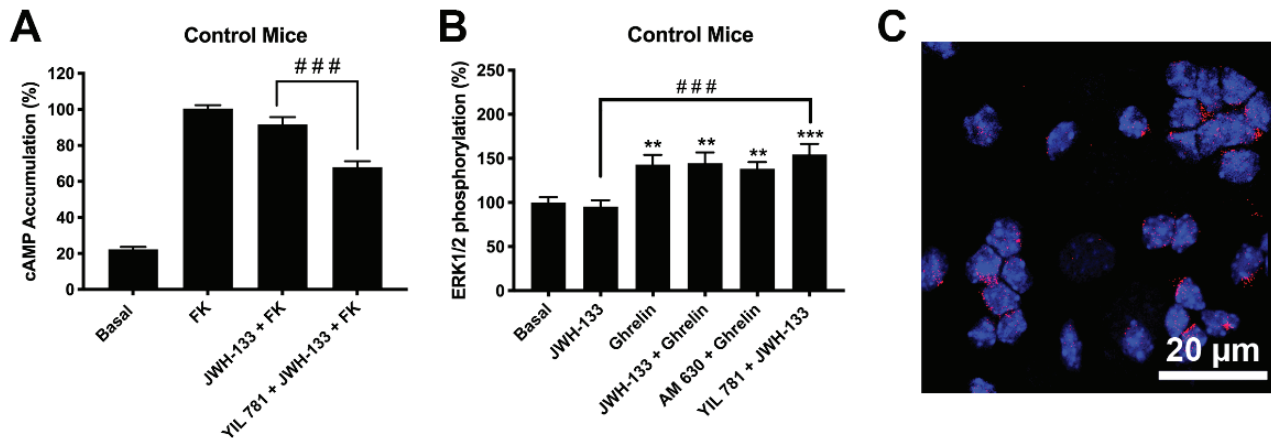 A
Control Mice
cAMP Accumulation (%)
120
100
80
60
40
20
0
###
Basal
FK
JWH-133 + FK
YIL 781 + JWH-133 + FK
B
Control Mice
ERK1/2 phosphorylation (%)
250
200
150
100
50
0
###
**
**
**
***
Basal
JWH-133
Ghrelin
JWH-133 + Ghrelin
AM 630 + Ghrelin
YIL 781 + JWH-133
C
20 μm